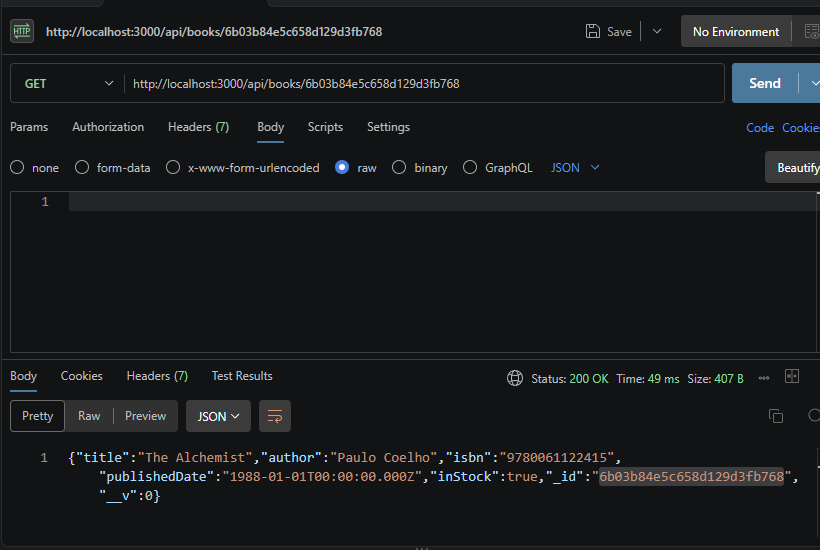 HTTP http://localhost:3000/api/books/6b03b84e5c658d129d3fb768 Save No Environment
GET http://localhost:3000/api/books/6b03b84e5c658d129d3fb768 Send
Params Authorization Headers (7) Body Scripts Settings Code Cookies
none form-data x-www-form-urlencoded raw binary GraphQL JSON Beautify
1
Body Cookies Headers (7) Test Results Status: 200 OK Time: 49 ms Size: 407 B
Pretty Raw Preview JSON
1 {"title":"The Alchemist","author":"Paulo Coelho","isbn":"9780061122415",
"publishedDate":"1988-01-01T00:00:00.000Z","inStock":true,"_id":"6b03b84e5c658d129d3fb768",
"__v":0}